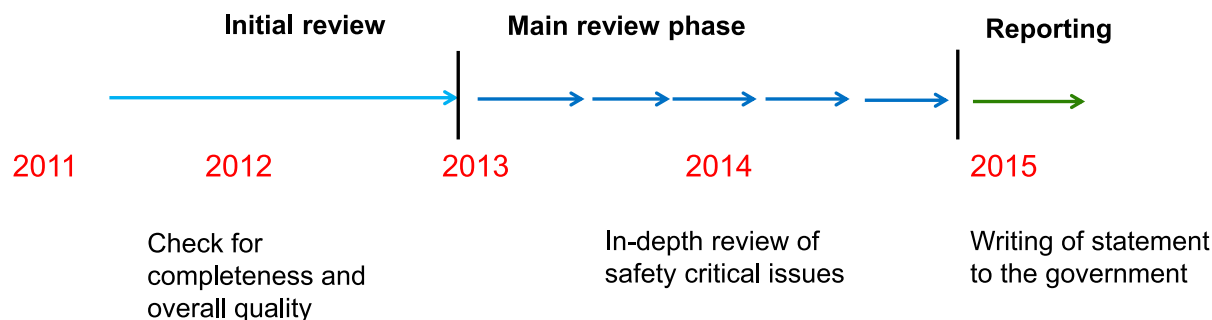 Initial review
Main review phase
Reporting
2011
2012
2013
2014
2015
Check for
completeness and
overall quality
In-depth review of
safety critical issues
Writing of statement
to the government